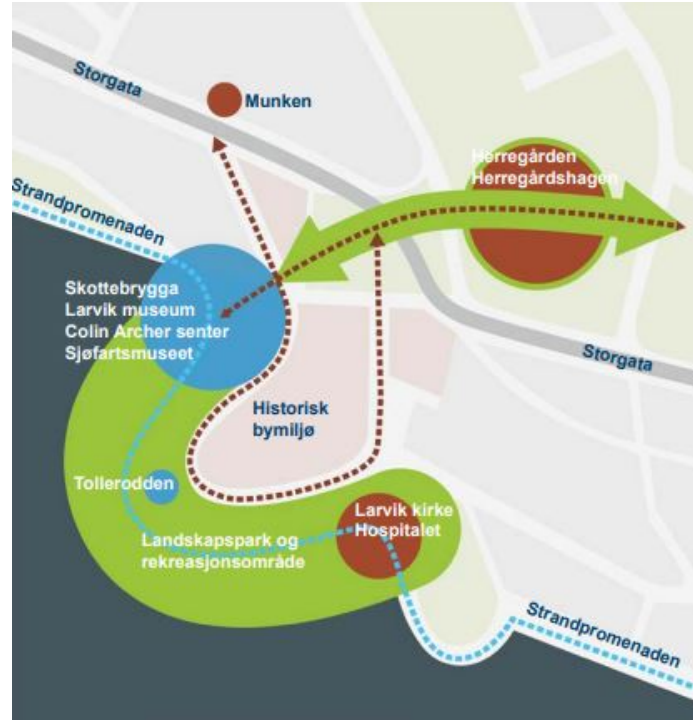 Storgata
Munken
Herregården
Herregårdshagen
Strandpromenaden
Skottebrygga
Larvik museum
Colin Archer senter
Sjøfartsmuseet
Storgata
Historisk
bymiljø
Tollerodden
Larvik kirke
Hospitalet
Landskapspark og
rekreasjonsområde
Strandpromenaden